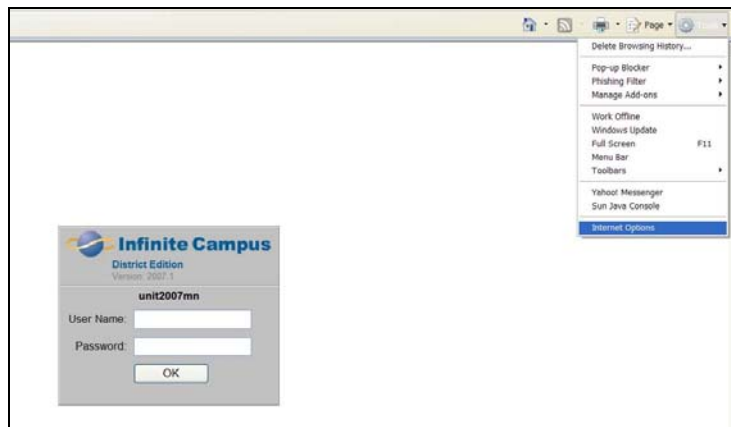 Page
Delete Browsing History...
Pop-up Blocker
Phishing Filter
Manage Add-ons
Work Offline
Windows Update
Full Screen F11
Menu Bar
Toolbars
Yahoo! Messenger
Sun Java Console
Internet Options
Infinite Campus
District Edition
Version: 2007.1
unit2007mn
User Name:
Password:
OK